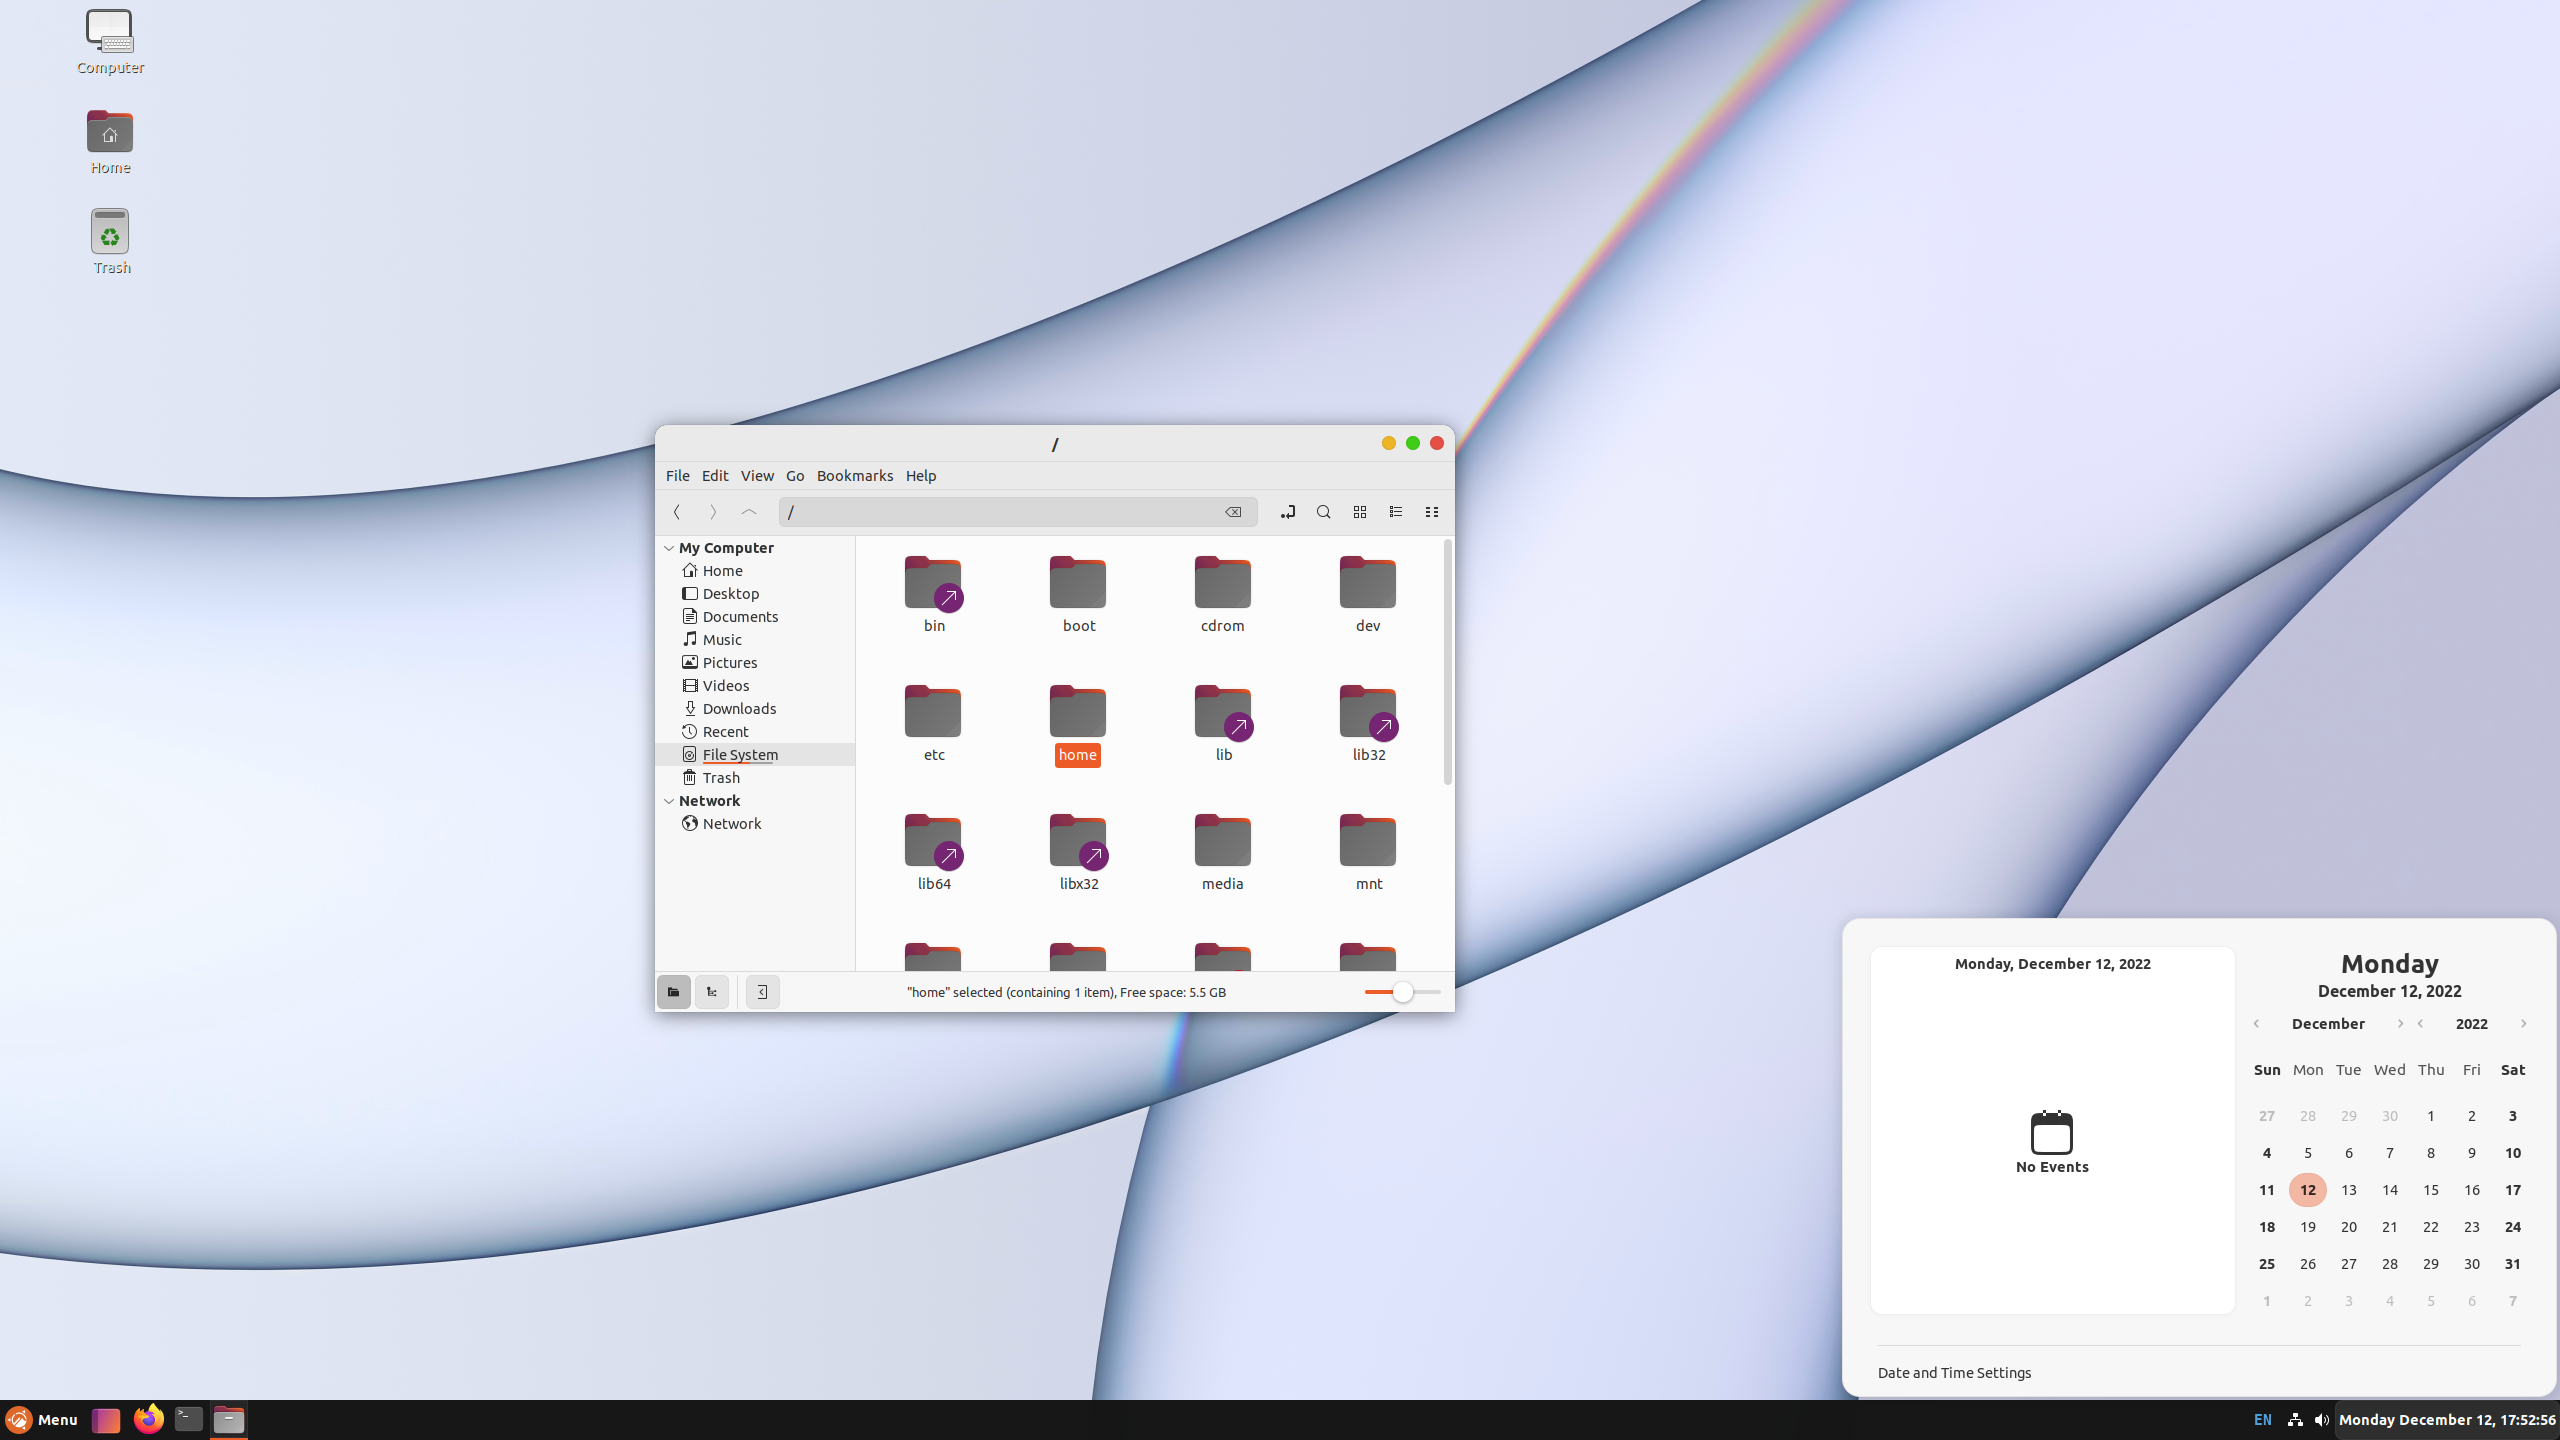 Computer
Home
Trash
/
File Edit View Go Bookmarks Help
/
My Computer
Home
Desktop
Documents
Music
Pictures
Videos
Downloads
Recent
File System
Trash
Network
Network
bin boot cdrom dev
etc home lib lib32
lib64 libx32 media mnt
"home" selected (containing 1 item), Free space: 5.5 GB
Monday, December 12, 2022
No Events
Monday
December 12, 2022
December 2022
Sun Mon Tue Wed Thu Fri Sat
27 28 29 30 1 2 3
4 5 6 7 8 9 10
11 12 13 14 15 16 17
18 19 20 21 22 23 24
25 26 27 28 29 30 31
1 2 3 4 5 6 7
Date and Time Settings
Menu
EN
Monday December 12, 17:52:56